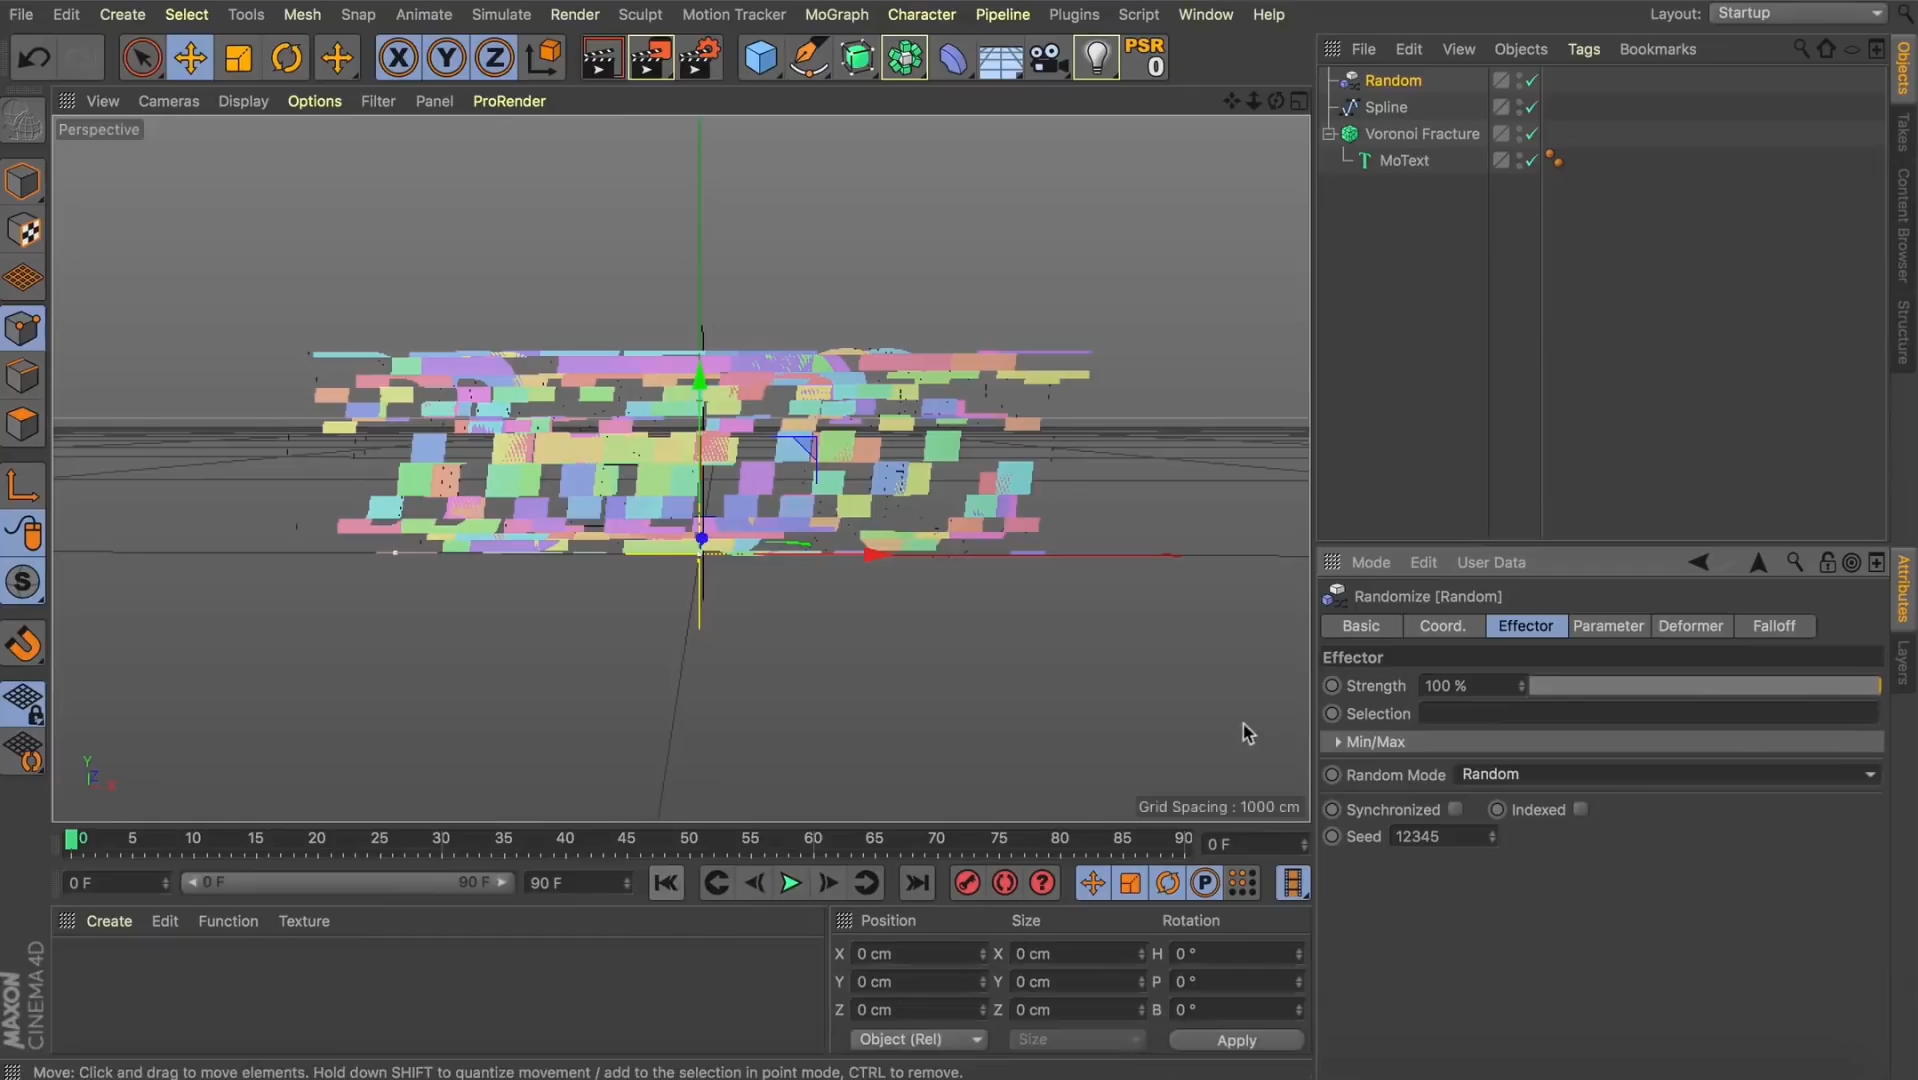 File Edit Create Select Tools Mesh Snap Animate Simulate Render Sculpt Motion Tracker MoGraph Character Pipeline Plugins Script Window Help Layout: Startup
X Y Z PSR 0
File Edit View Objects Tags Bookmarks
View Cameras Display Options Filter Panel ProRender
Perspective
Random
Spline
Voronoi Fracture
MoText
Objects
Takes
Content Browser
Structure
Mode Edit User Data
Randomize [Random]
Basic Coord. Effector Parameter Deformer Falloff
Effector
Strength 100 %
Selection
Min/Max
Random Mode Random
Synchronized Indexed
Seed 12345
Attributes
Layers
Y
Z
X
Grid Spacing : 1000 cm
0 5 10 15 20 25 30 35 40 45 50 55 60 65 70 75 80 85 90 0 F
0 F 0 F 90 F 90 F
P
Create Edit Function Texture
Position Size Rotation
X 0 cm X 0 cm H 0 °
Y 0 cm Y 0 cm P 0 °
Z 0 cm Z 0 cm B 0 °
Object (Rel) Size Apply
MAXON
CINEMA 4D
Move: Click and drag to move elements. Hold down SHIFT to quantize movement / add to the selection in point mode, CTRL to remove.